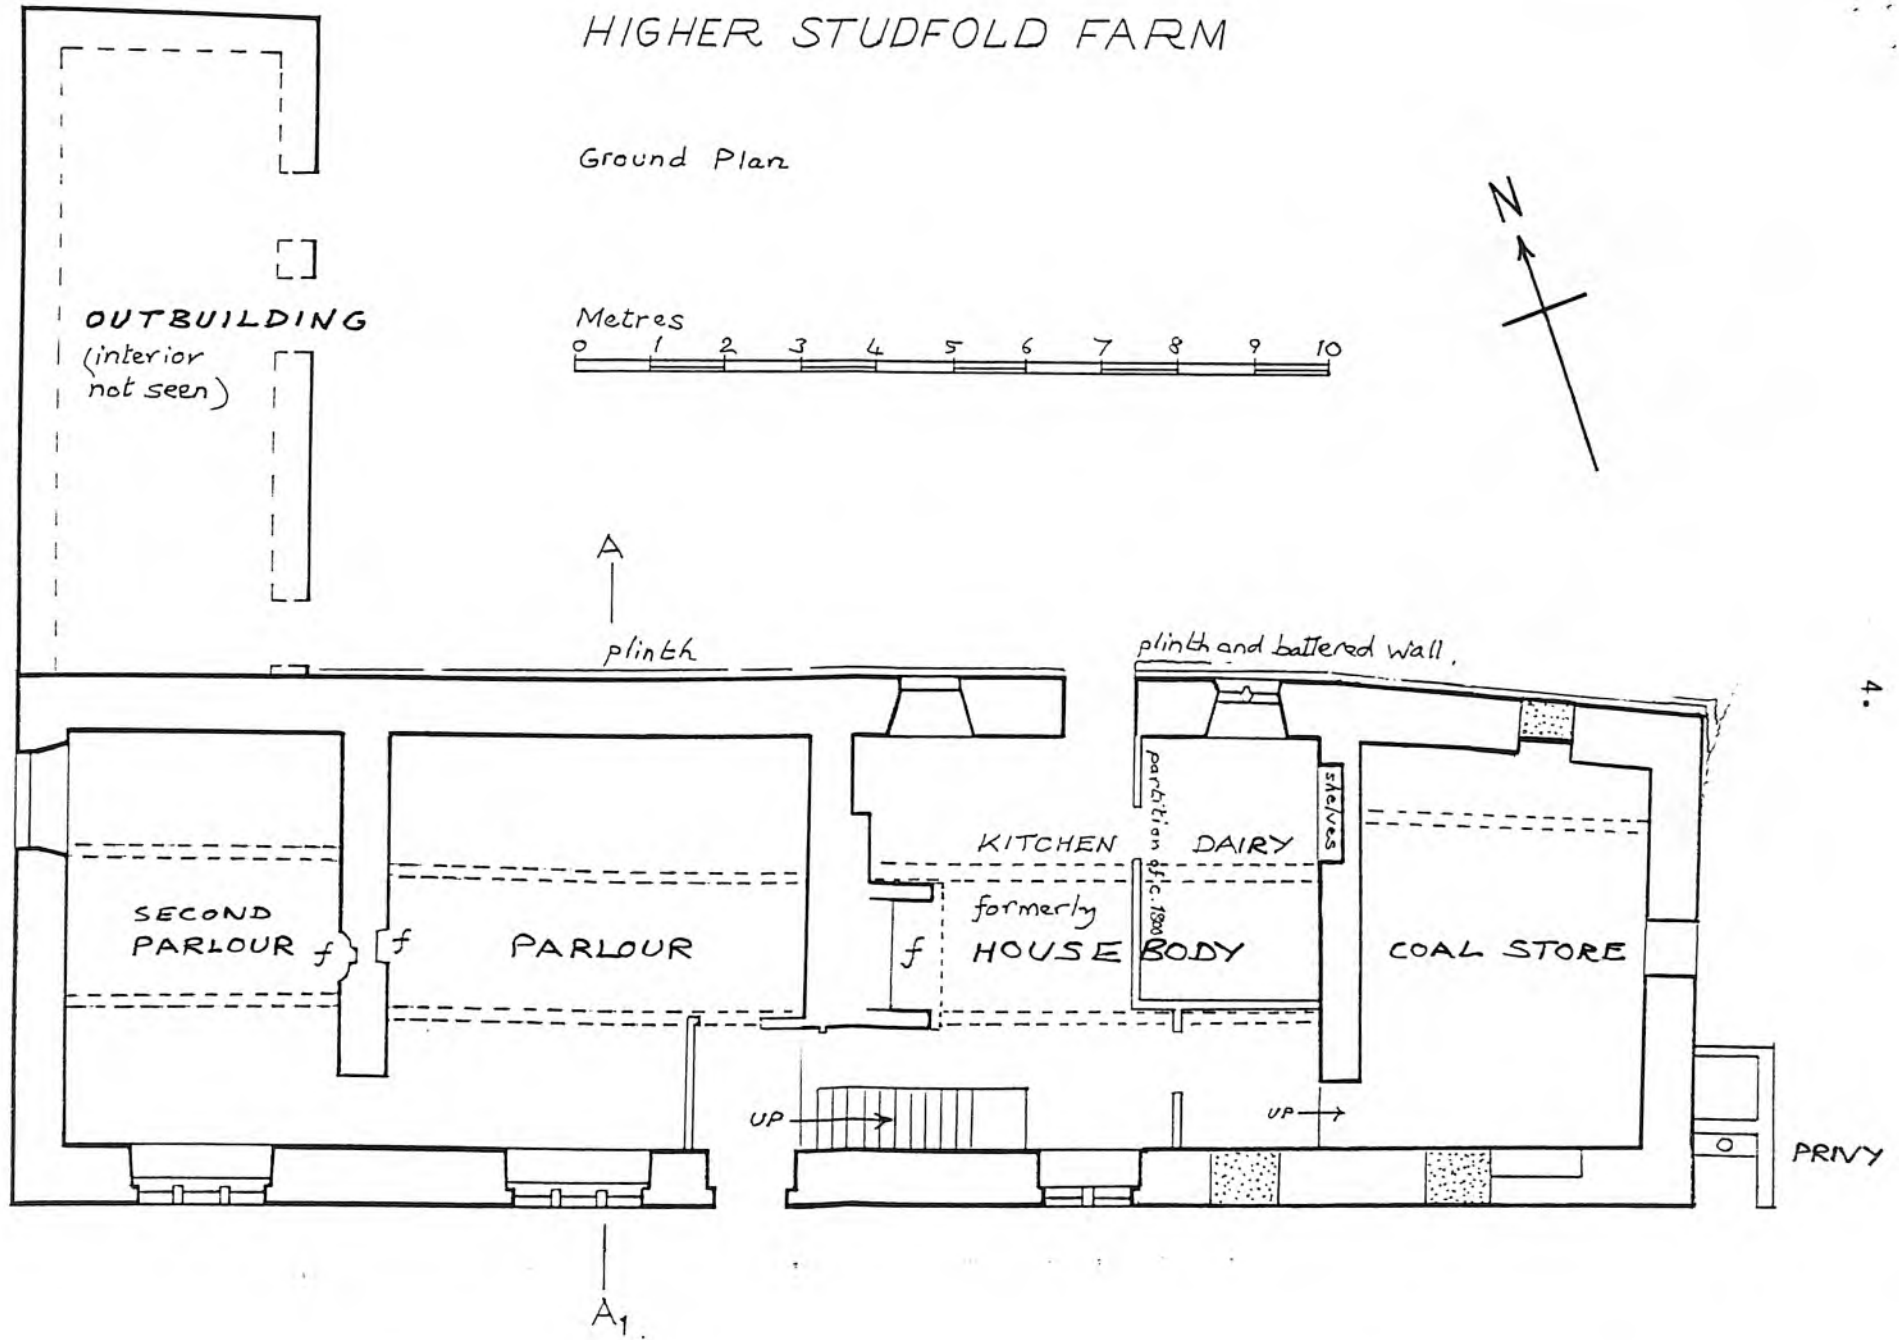 HIGHER STUDFOLD FARM
Ground Plan
N
Metres
0 1 2 3 4 5 6 7 8 9 10
OUTBUILDING
(interior
not seen)
A
plinth
plinth and battered wall.
4.
partition of c.1800
shelves
KITCHEN
DAIRY
formerly
HOUSE BODY
SECOND
PARLOUR
f
f
PARLOUR
f
COAL STORE
UP
UP
PRIVY
A1.